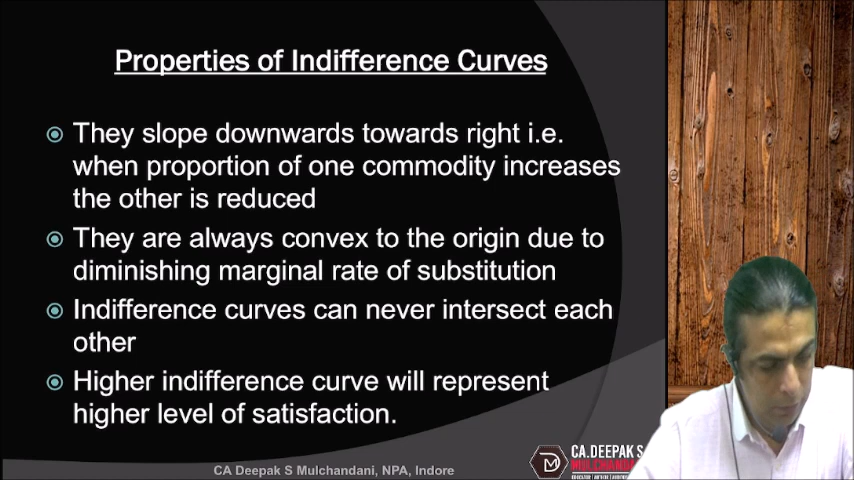 Properties of Indifference Curves
They slope downwards towards right i.e.
when proportion of one commodity increases
the other is reduced
They are always convex to the origin due to
diminishing marginal rate of substitution
Indifference curves can never intersect each
other
Higher indifference curve will represent
higher level of satisfaction.
CA.DEEPAK S
CA Deepak S Mulchandani, NPA, Indore